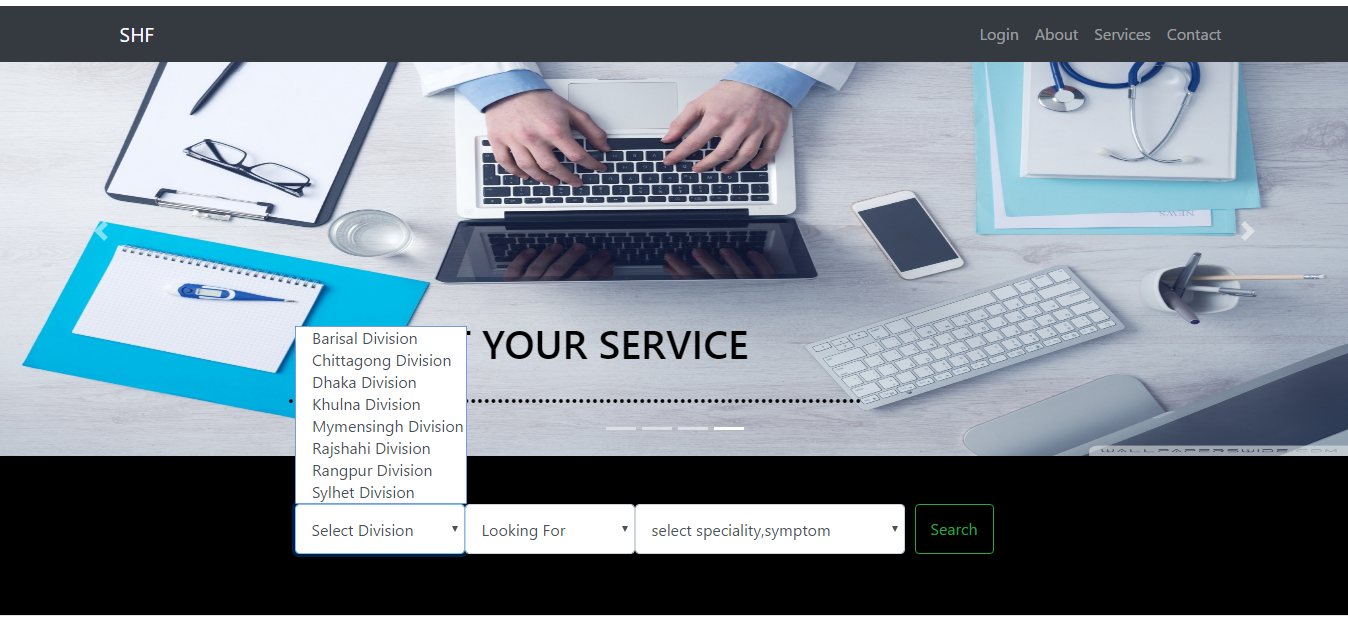 SHF
Login About Services Contact
NEWS
YOUR SERVICE
Barisal Division
Chittagong Division
Dhaka Division
Khulna Division
Mymensingh Division
Rajshahi Division
Rangpur Division
Sylhet Division
Select Division
Looking For
select speciality,symptom
Search